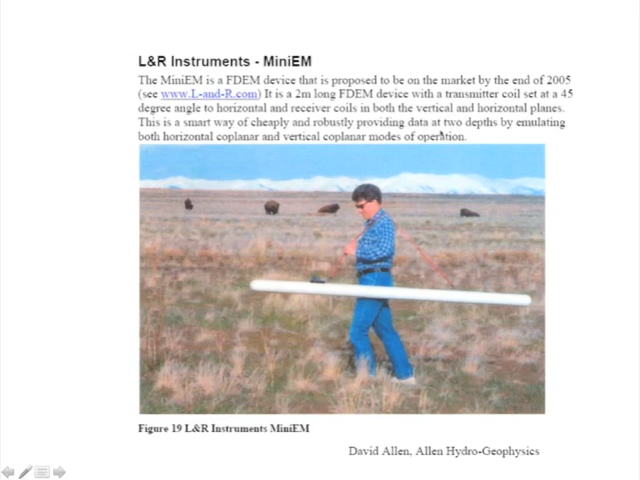 L&R Instruments - MiniEM
The MiniEM is a FDEM device that is proposed to be on the market by the end of 2005
(see www.L-and-R.com) It is a 2m long FDEM device with a transmitter coil set at a 45
degree angle to horizontal and receiver coils in both the vertical and horizontal planes.
This is a smart way of cheaply and robustly providing data at two depths by emulating
both horizontal coplanar and vertical coplanar modes of operation.
Figure 19 L&R Instruments MiniEM
David Allen, Allen Hydro-Geophysics